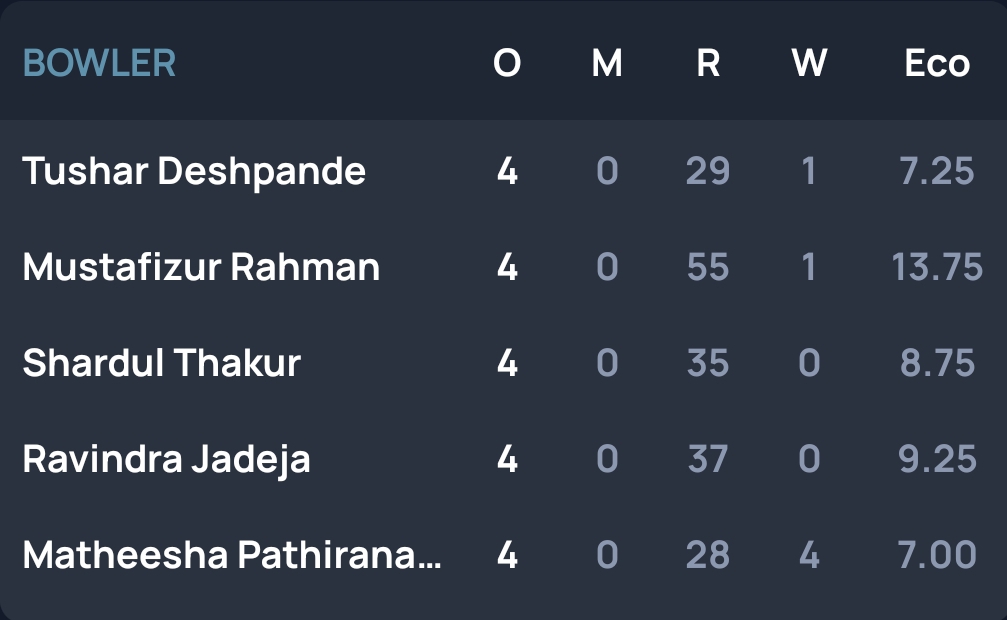 BOWLER O M R W Eco
Tushar Deshpande 4 0 29 1 7.25
Mustafizur Rahman 4 0 55 1 13.75
Shardul Thakur 4 0 35 0 8.75
Ravindra Jadeja 4 0 37 0 9.25
Matheesha Pathirana... 4 0 28 4 7.00